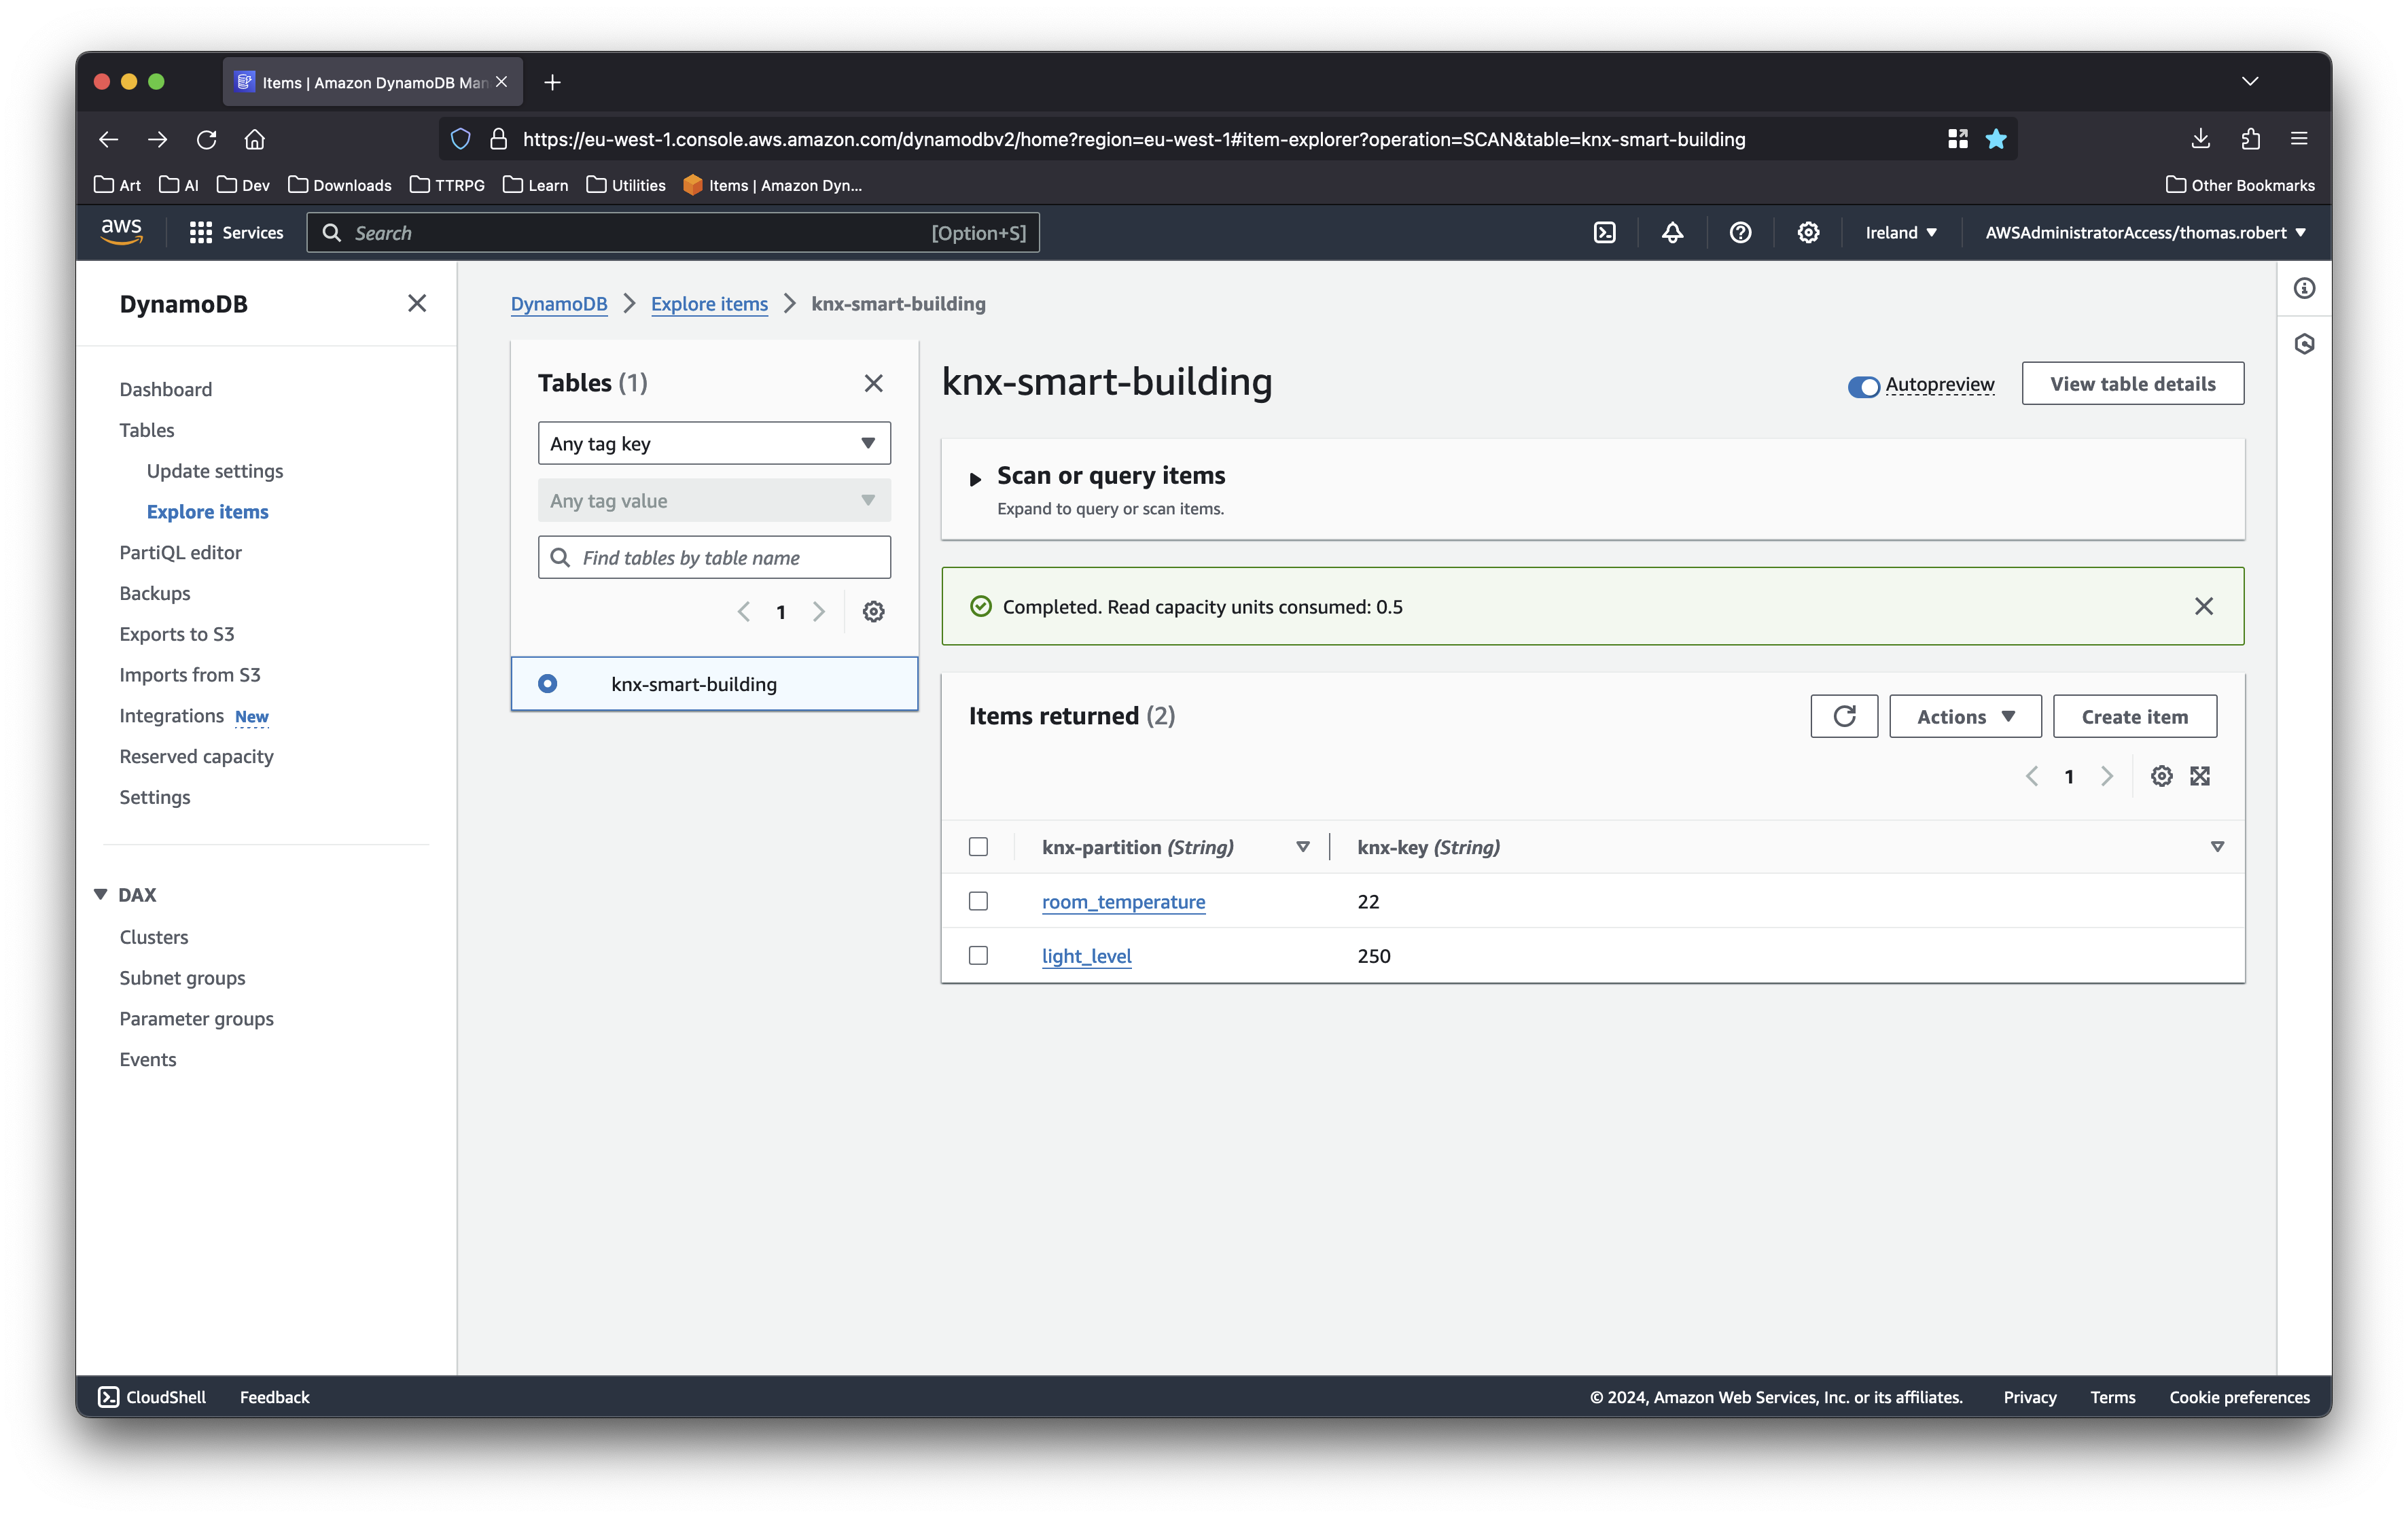 Items | Amazon DynamoDB Man
https://eu-west-1.console.aws.amazon.com/dynamodbv2/home?region=eu-west-1#item-explorer?operation=SCAN&table=knx-smart-building
Art AI Dev Downloads TTRPG Learn Utilities Items | Amazon Dyn... Other Bookmarks
aws Services Search [Option+S] Ireland AWSAdministratorAccess/thomas.robert
DynamoDB
Dashboard
Tables
Update settings
Explore items
PartiQL editor
Backups
Exports to S3
Imports from S3
Integrations New
Reserved capacity
Settings
DAX
Clusters
Subnet groups
Parameter groups
Events
DynamoDB > Explore items > knx-smart-building
Tables (1)
Any tag key
Any tag value
Find tables by table name
1
knx-smart-building
knx-smart-building
Autopreview View table details
Scan or query items
Expand to query or scan items.
Completed. Read capacity units consumed: 0.5
Items returned (2)
Actions Create item
1
knx-partition (String) knx-key (String)
room_temperature 22
light_level 250
CloudShell Feedback © 2024, Amazon Web Services, Inc. or its affiliates. Privacy Terms Cookie preferences